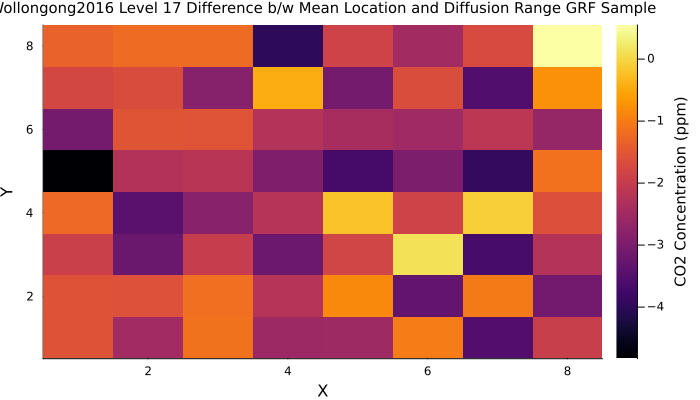 Wollongong2016 Level 17 Difference b/w Mean Location and Diffusion Range GRF Sample
8
6
4
2
Y
2 4 6 8
X
0
−1
−2
−3
−4
CO2 Concentration (ppm)